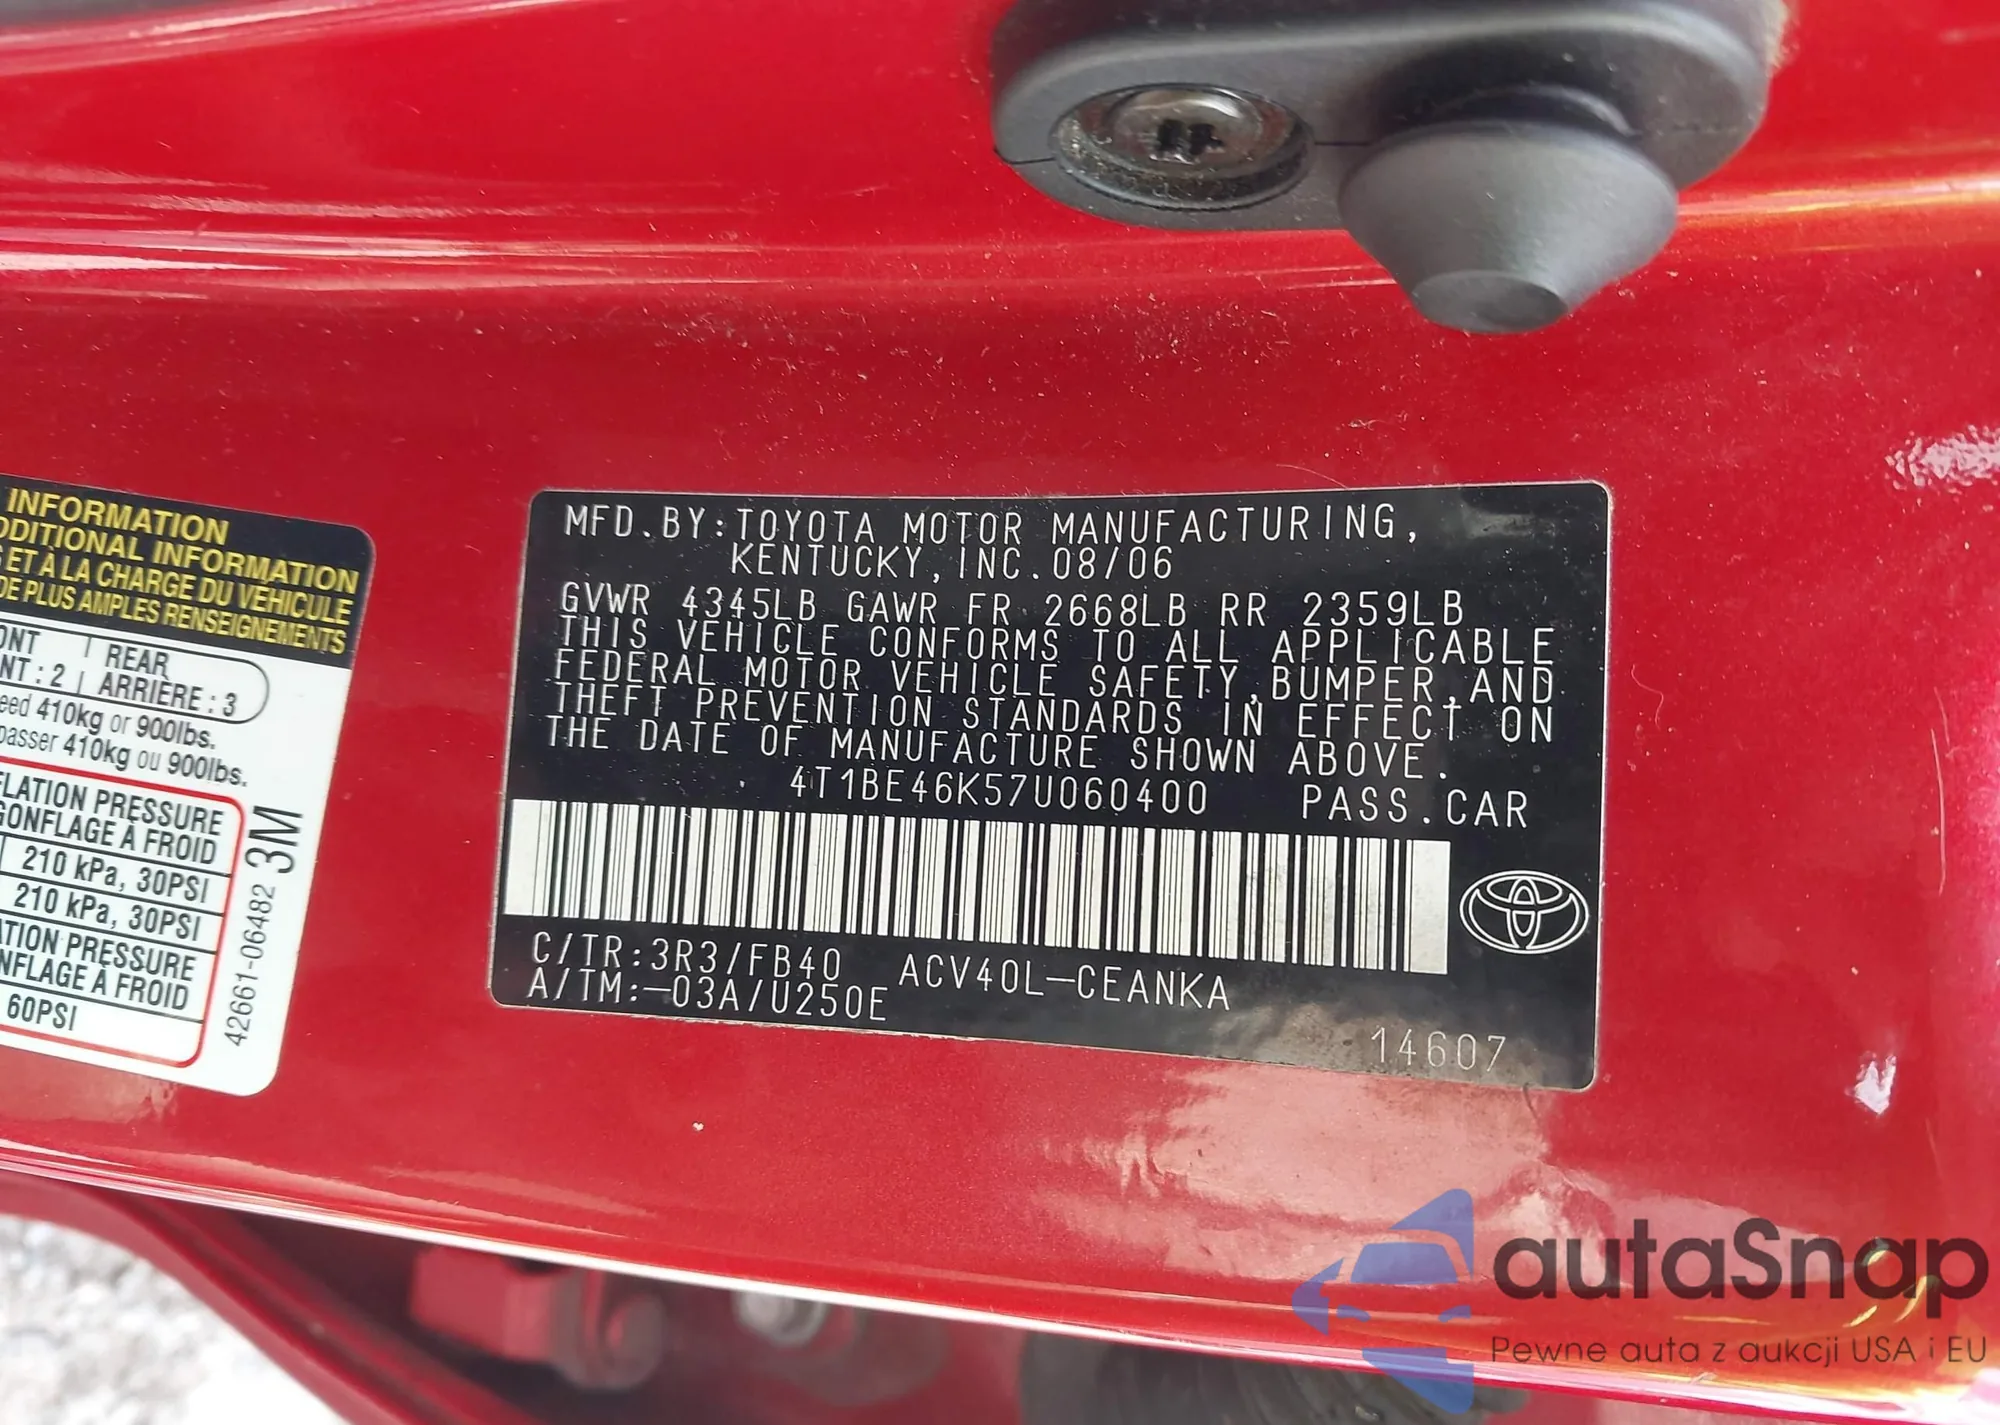 INFORMATION
DDITIONAL INFORMATION
ET À LA CHARGE DU VÉHICULE
DE PLUS AMPLES RENSEIGNEMENTS
ONT | REAR
NT : 2 | ARRIÈRE : 3
eed 410kg or 900lbs.
passer 410kg ou 900lbs.
FLATION PRESSURE
GONFLAGE À FROID
210 kPa, 30PSI
210 kPa, 30PSI
TION PRESSURE
NFLAGE À FROID
60PSI
42661-06482 3M
MFD.BY:TOYOTA MOTOR MANUFACTURING,
KENTUCKY,INC.08/06
GVWR 4345LB GAWR FR 2668LB RR 2359LB
THIS VEHICLE CONFORMS TO ALL APPLICABLE
FEDERAL MOTOR VEHICLE SAFETY,BUMPER,AND
THEFT PREVENTION STANDARDS IN EFFECT ON
THE DATE OF MANUFACTURE SHOWN ABOVE.
4T1BE46K57U060400 PASS.CAR
C/TR:3R3/FB40 ACV40L-CEANKA
A/TM:-03A/U250E
14607
autaSnap
Pewne auta z aukcji USA i EU